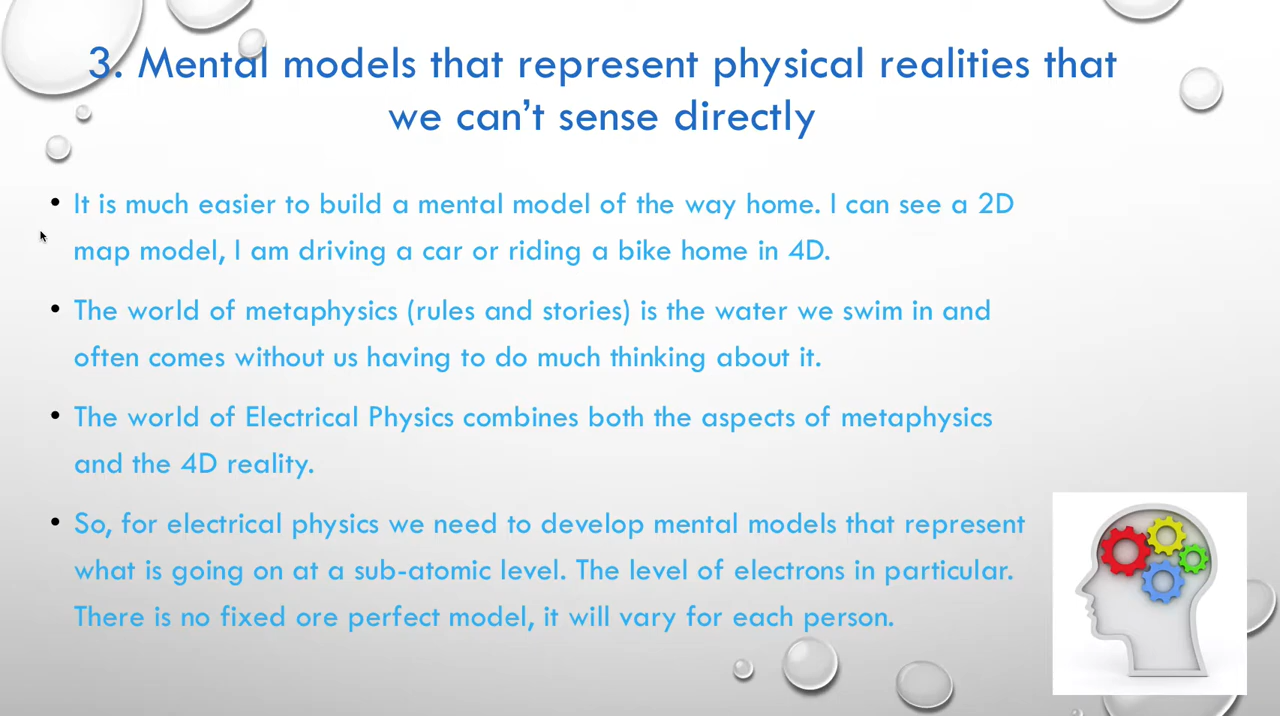 3. Mental models that represent physical realities that
we can't sense directly
• It is much easier to build a mental model of the way home. I can see a 2D
map model, I am driving a car or riding a bike home in 4D.
• The world of metaphysics (rules and stories) is the water we swim in and
often comes without us having to do much thinking about it.
• The world of Electrical Physics combines both the aspects of metaphysics
and the 4D reality.
• So, for electrical physics we need to develop mental models that represent
what is going on at a sub-atomic level. The level of electrons in particular.
There is no fixed ore perfect model, it will vary for each person.